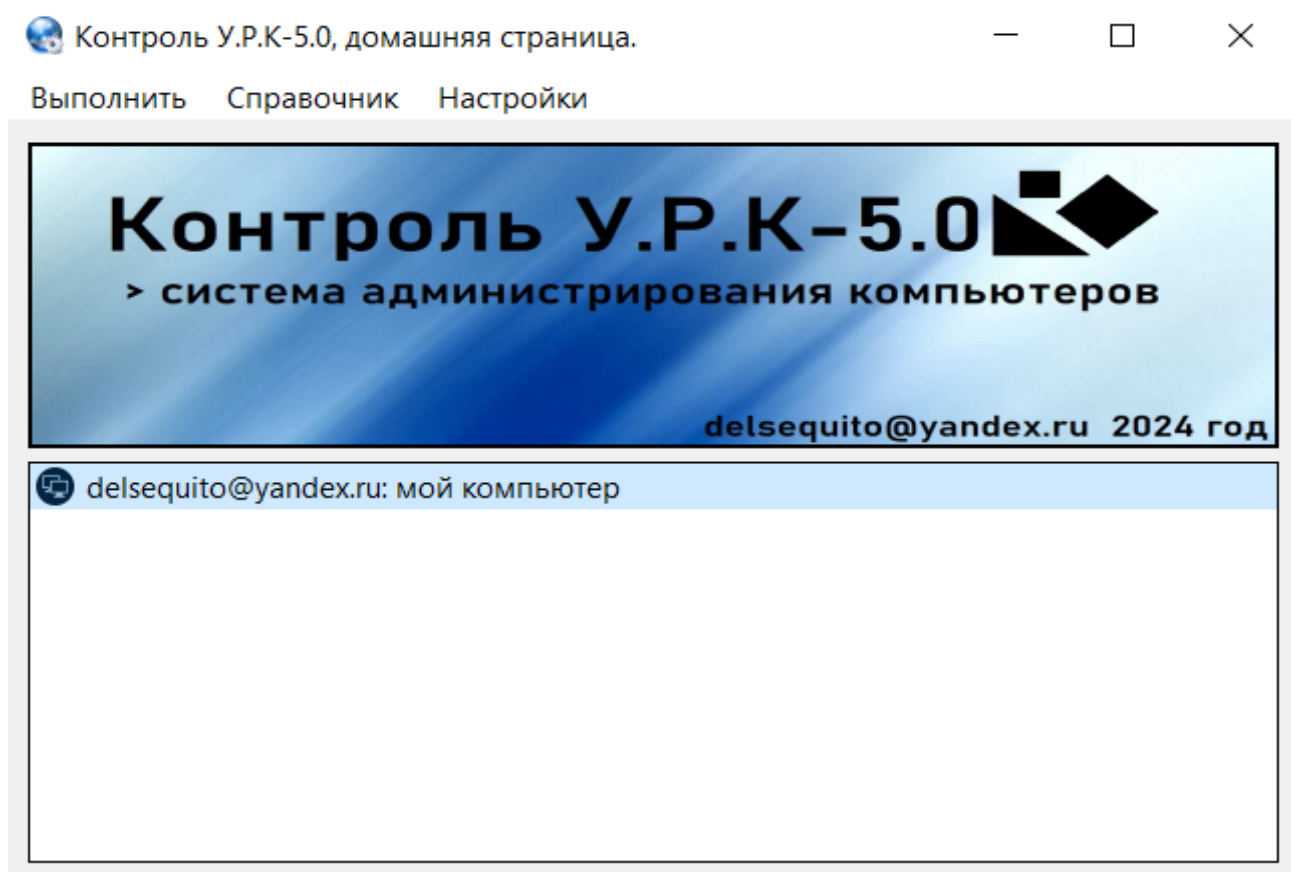 Контроль У.Р.К-5.0, домашняя страница.
Выполнить Справочник Настройки
Контроль У.Р.К-5.0
> система администрирования компьютеров
delsequito@yandex.ru 2024 год
delsequito@yandex.ru: мой компьютер